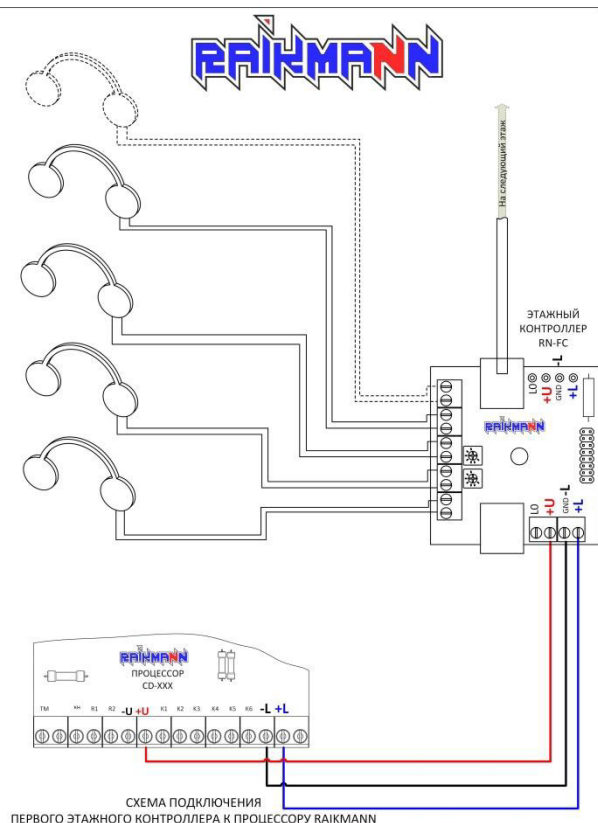 RAIKMANN
На следующий этаж
ЭТАЖНЫЙ
КОНТРОЛЛЕР
RN-FC
LO +U GND -L +L
RAIKMANN
LO +U GND -L +L
RAIKMANN
ПРОЦЕССОР
CD-XXX
TM R1 R2 -U +U K1 K2 K3 K4 K5 K6 -L +L
СХЕМА ПОДКЛЮЧЕНИЯ
ПЕРВОГО ЭТАЖНОГО КОНТРОЛЛЕРА К ПРОЦЕССОРУ RAIKMANN